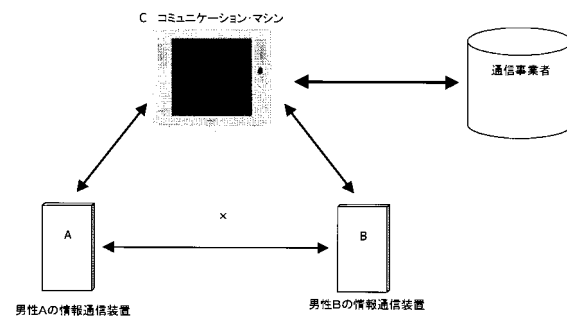 C コミュニケーション・マシン
通信事業者
×
A
B
男性Aの情報通信装置
男性Bの情報通信装置